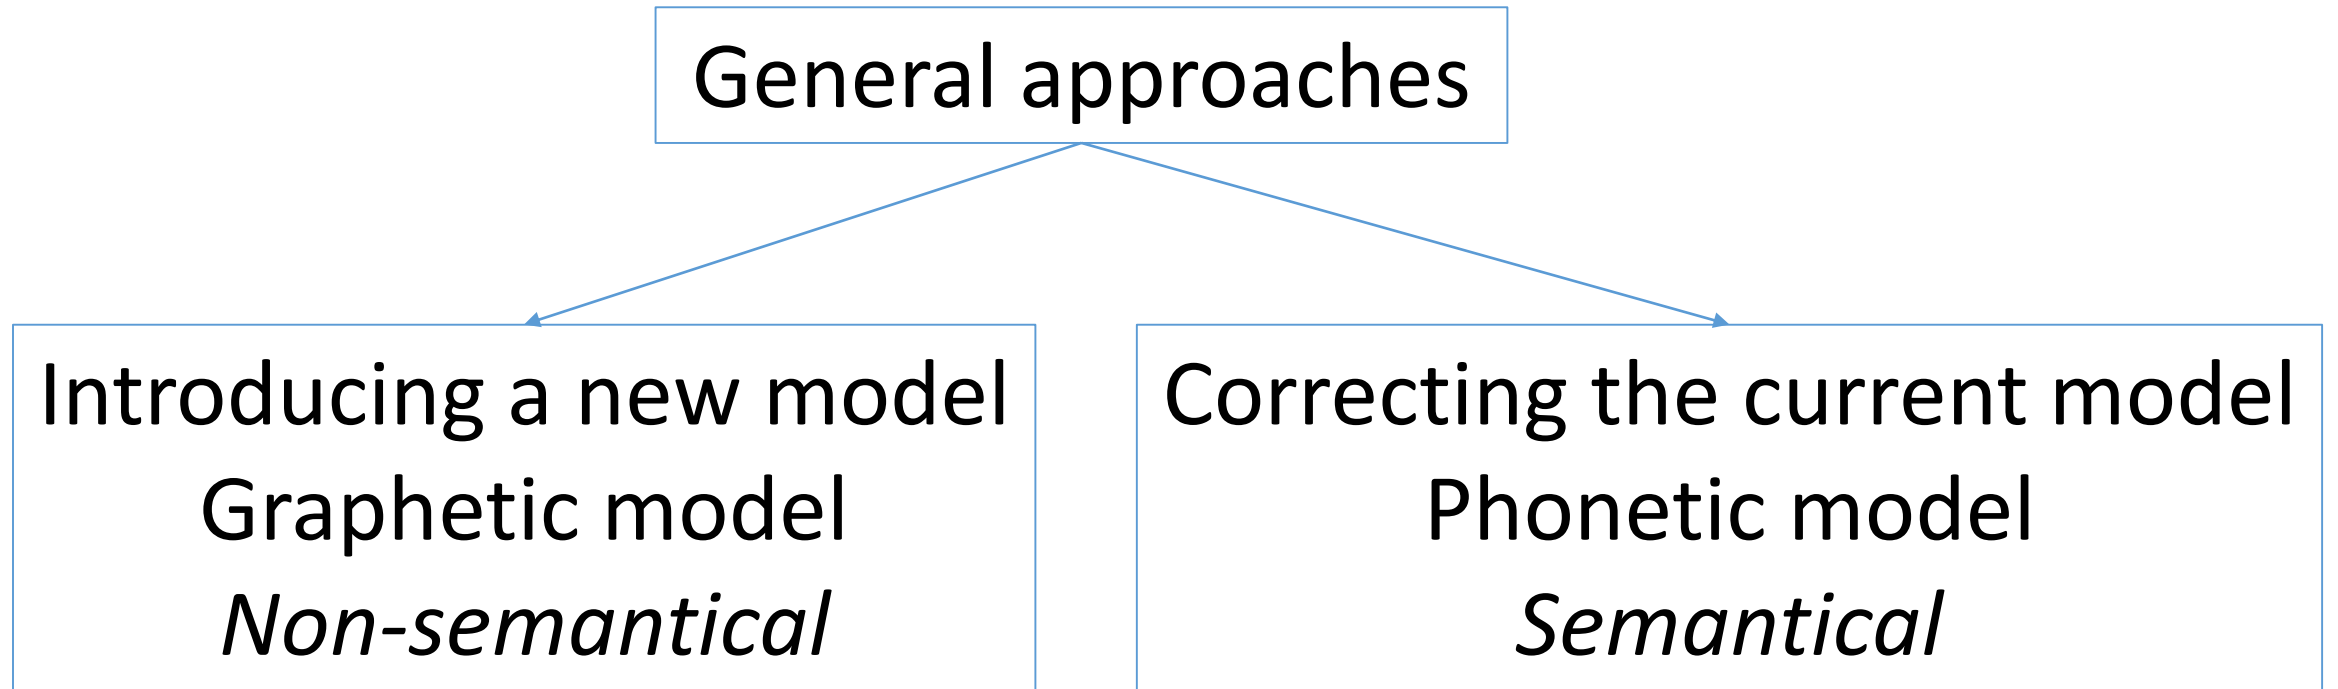 General approaches
Introducing a new model
Graphetic model
Non-semantical
Correcting the current model
Phonetic model
Semantical